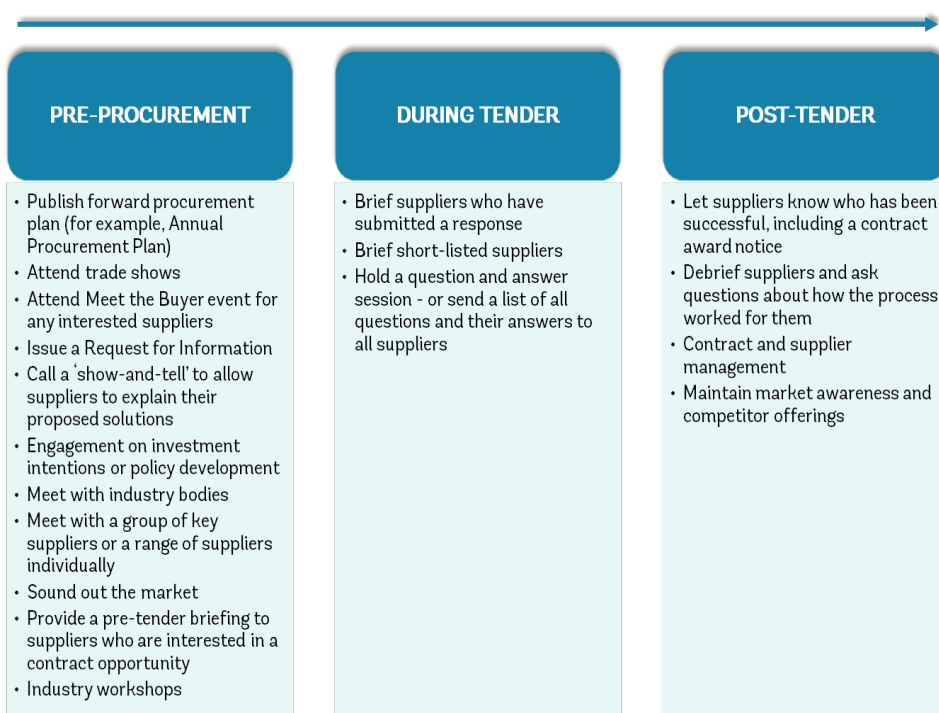 PRE-PROCUREMENT
• Publish forward procurement
plan (for example, Annual
Procurement Plan)
• Attend trade shows
• Attend Meet the Buyer event for
any interested suppliers
• Issue a Request for Information
• Call a ‘show-and-tell’ to allow
suppliers to explain their
proposed solutions
• Engagement on investment
intentions or policy development
• Meet with industry bodies
• Meet with a group of key
suppliers or a range of suppliers
individually
• Sound out the market
• Provide a pre-tender briefing to
suppliers who are interested in a
contract opportunity
• Industry workshops
DURING TENDER
• Brief suppliers who have
submitted a response
• Brief short-listed suppliers
• Hold a question and answer
session - or send a list of all
questions and their answers to
all suppliers
POST-TENDER
• Let suppliers know who has been
successful, including a contract
award notice
• Debrief suppliers and ask
questions about how the process
worked for them
• Contract and supplier
management
• Maintain market awareness and
competitor offerings